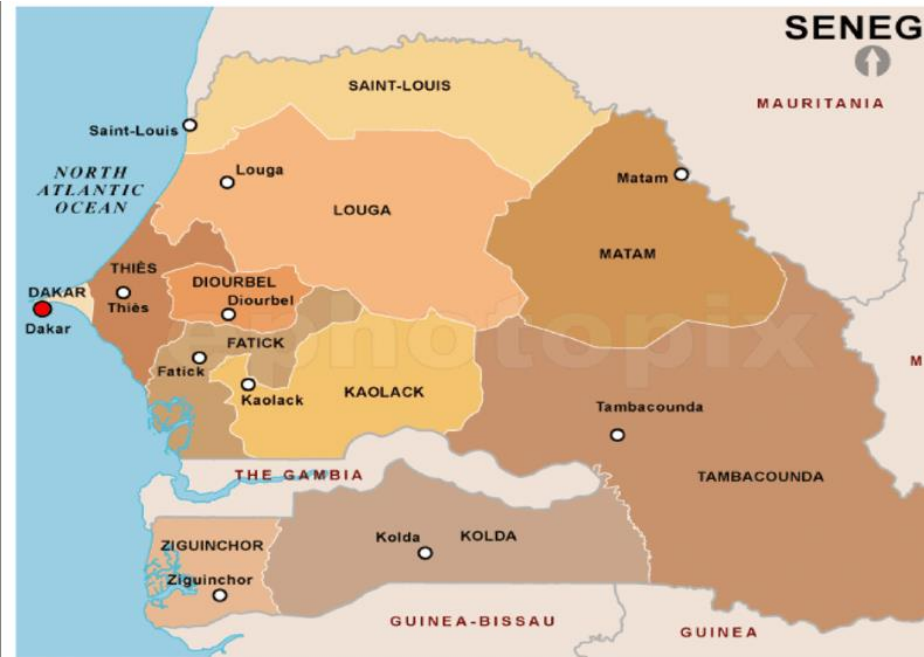 SENEG
MAURITANIA
SAINT-LOUIS
Saint-Louis
NORTH
ATLANTIC
OCEAN
Louga
LOUGA
Matam
MATAM
THIÈS
Thiès
DAKAR
Dakar
DIOURBEL
Diourbel
FATICK
Fatick
Kaolack
KAOLACK
ephotopix
M
Tambacounda
TAMBACOUNDA
THE GAMBIA
ZIGUINCHOR
Ziguinchor
Kolda
KOLDA
GUINEA-BISSAU
GUINEA